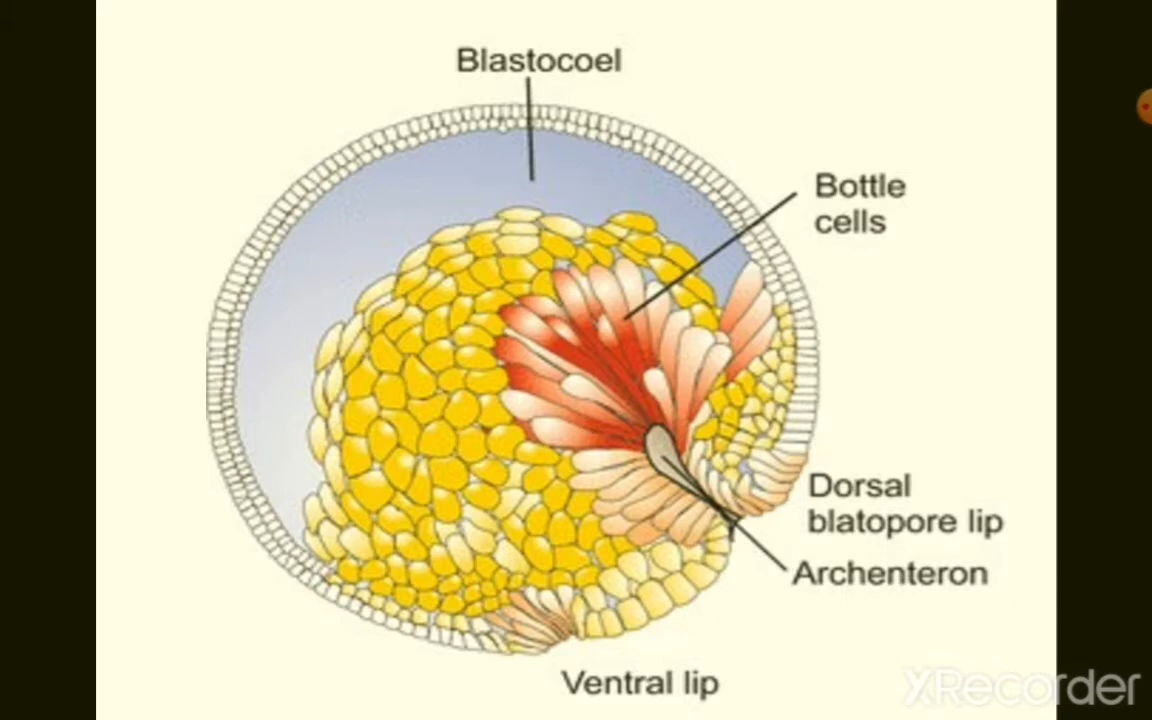 Blastocoel
Bottle
cells
Dorsal
blatopore lip
Archenteron
Ventral lip
XRecorder